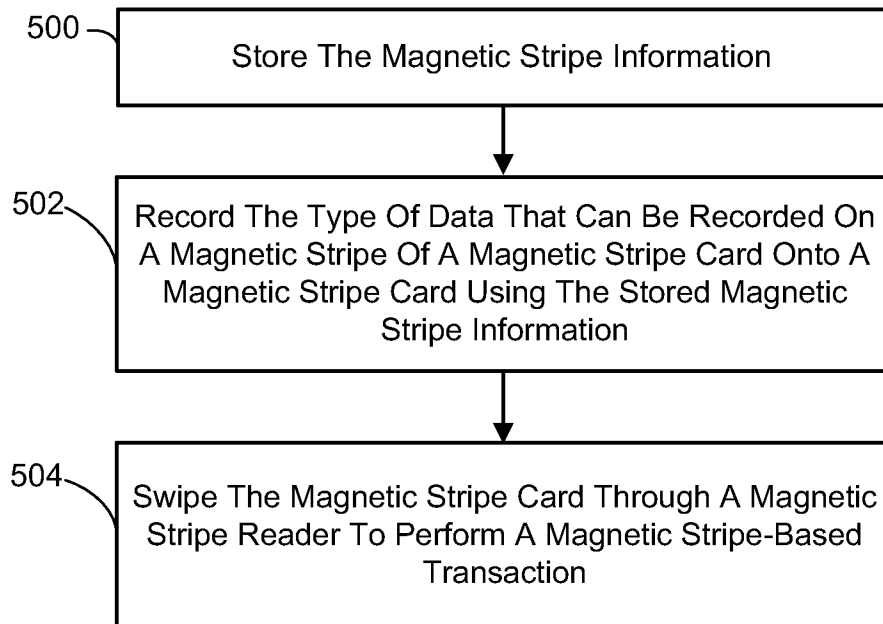 500
Store The Magnetic Stripe Information
502
Record The Type Of Data That Can Be Recorded On
A Magnetic Stripe Of A Magnetic Stripe Card Onto A
Magnetic Stripe Card Using The Stored Magnetic
Stripe Information
504
Swipe The Magnetic Stripe Card Through A Magnetic
Stripe Reader To Perform A Magnetic Stripe-Based
Transaction